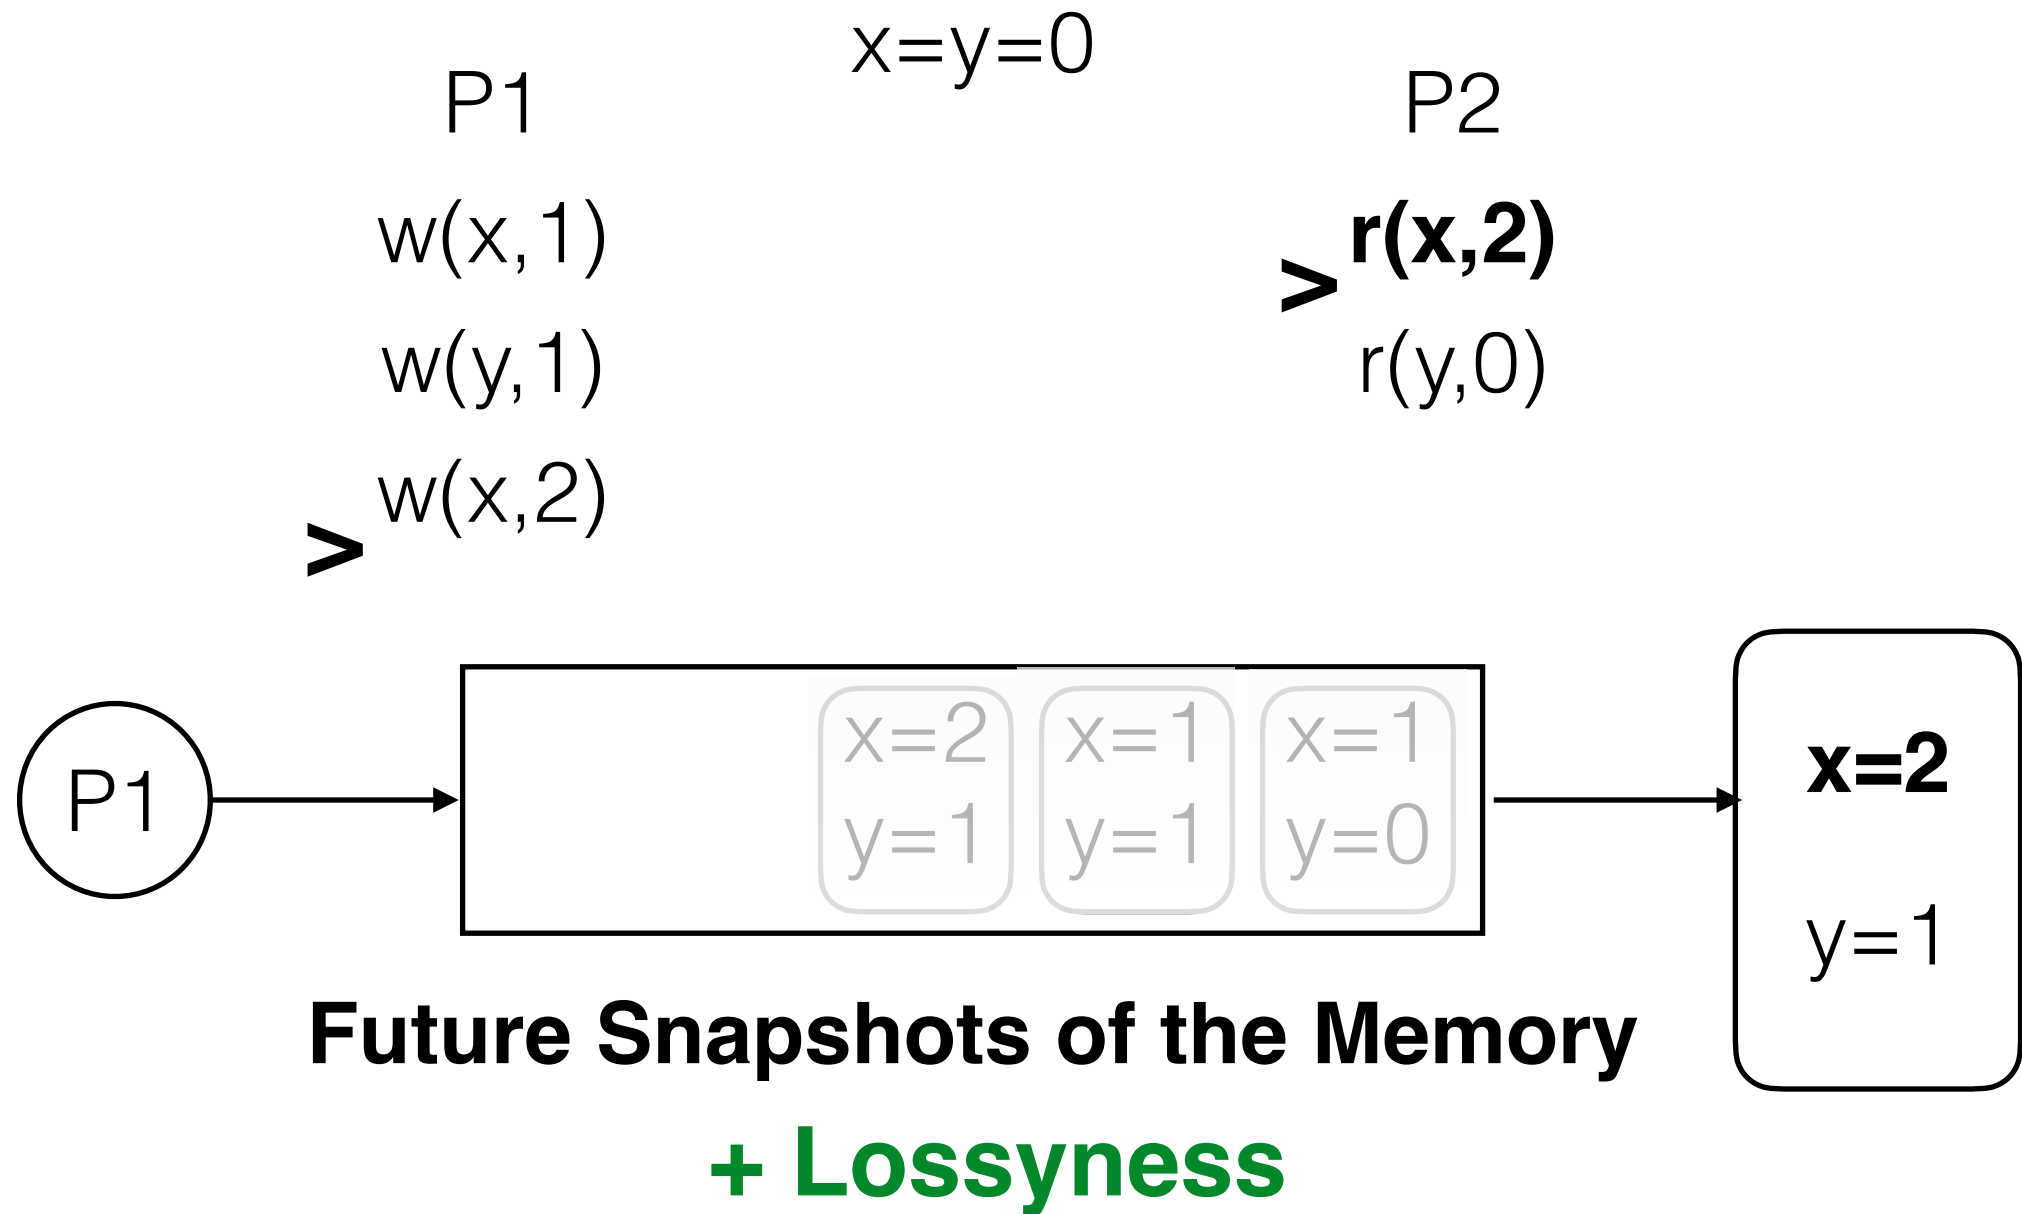 x=y=0
P1
w(x,1)
w(y,1)
> w(x,2)
P2
> r(x,2)
r(y,0)
P1
x=2
y=1
x=1
y=1
x=1
y=0
x=2
y=1
Future Snapshots of the Memory
+ Lossyness